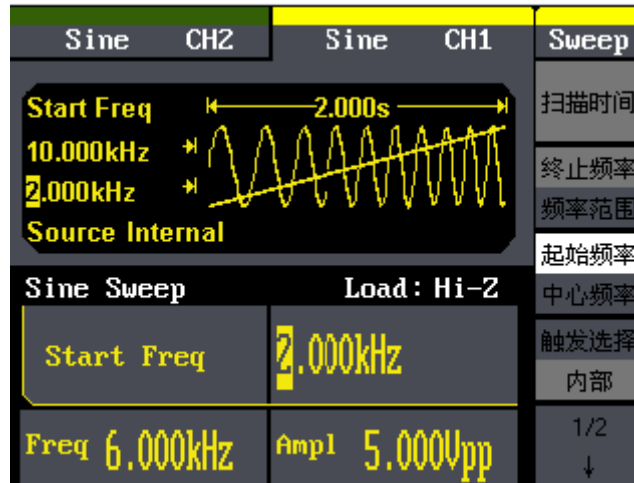 Sine CH2 Sine CH1 Sweep
Start Freq 2.000s
10.000kHz
2.000kHz
Source Internal
扫描时间
终止频率
频率范围
起始频率
中心频率
触发选择
内部
1/2
↓
Sine Sweep Load: Hi-Z
Start Freq 2.000kHz
Freq 6.000kHz Ampl 5.000Vpp